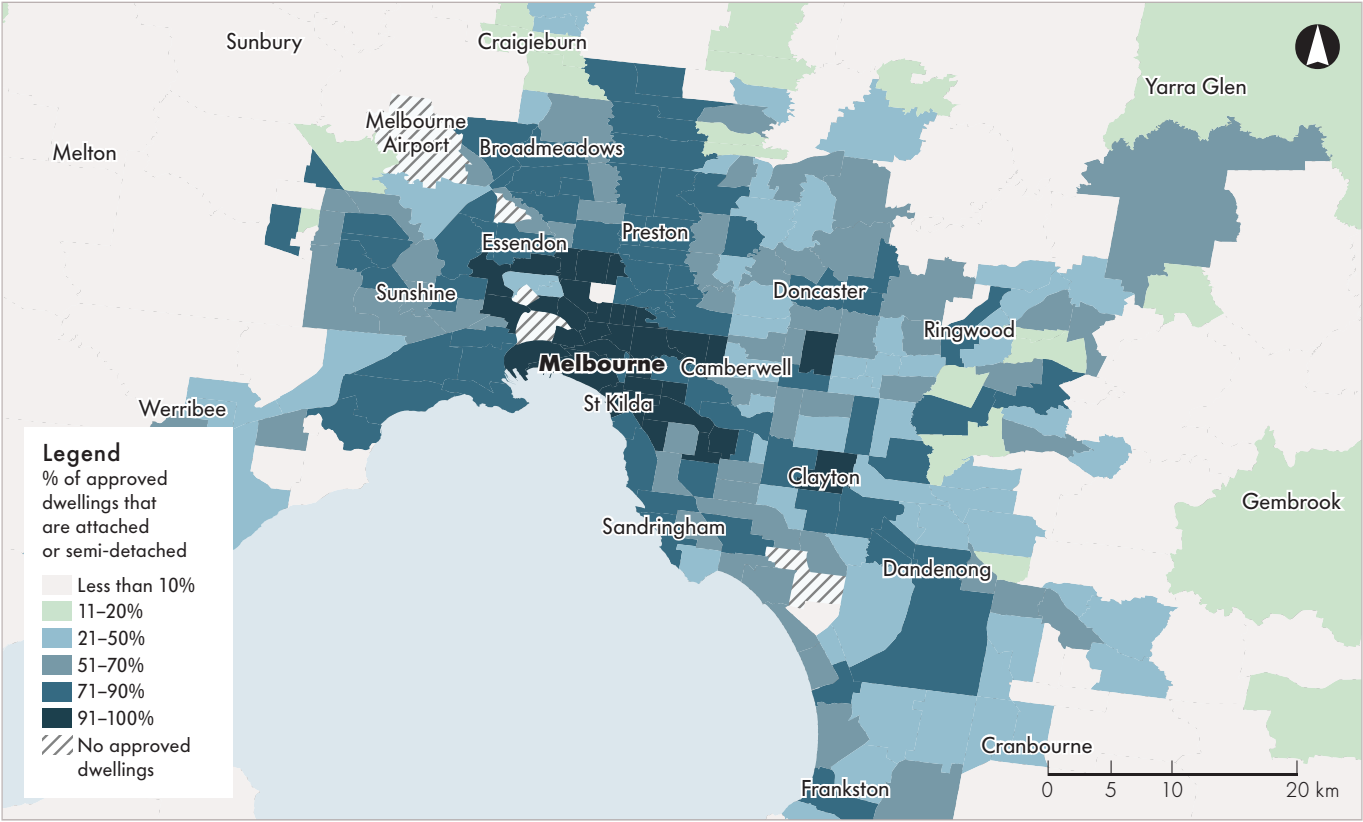 Sunbury
Craigieburn
Yarra Glen
Melbourne
Airport
Broadmeadows
Melton
Preston
Essendon
Sunshine
Doncaster
Ringwood
Melbourne
Camberwell
Werribee
St Kilda
Legend
% of approved
dwellings that
are attached
or semi-detached
Less than 10%
11–20%
21–50%
51–70%
71–90%
91–100%
No approved
dwellings
Clayton
Gembrook
Sandringham
Dandenong
Cranbourne
Frankston
0 5 10 20 km